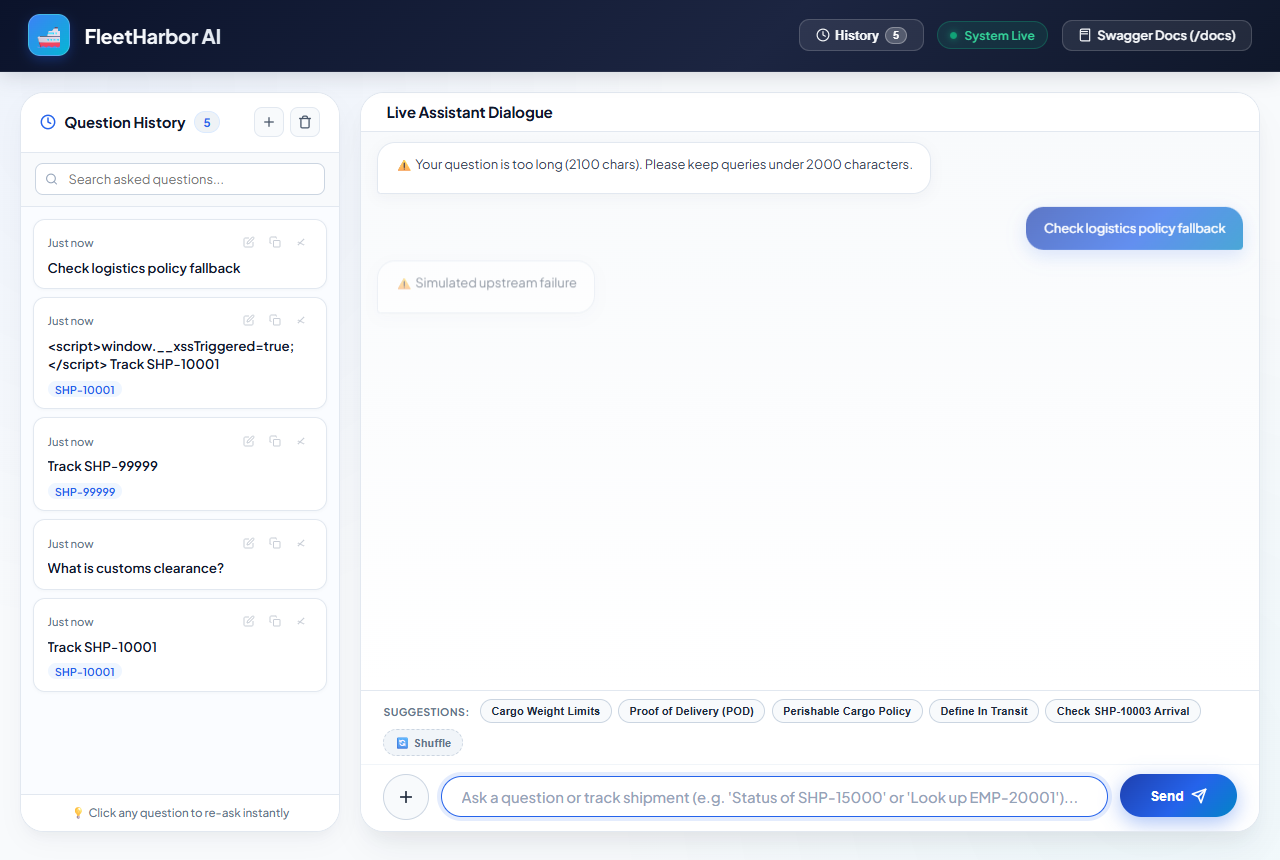 FleetHarbor AI
History 5
System Live
Swagger Docs (/docs)
Question History 5
Search asked questions...
Just now
Check logistics policy fallback
Just now
<script>window.__xssTriggered=true;
</script> Track SHP-10001
SHP-10001
Just now
Track SHP-99999
SHP-99999
Just now
What is customs clearance?
Just now
Track SHP-10001
SHP-10001
💡 Click any question to re-ask instantly
Live Assistant Dialogue
⚠️ Your question is too long (2100 chars). Please keep queries under 2000 characters.
Check logistics policy fallback
⚠️ Simulated upstream failure
SUGGESTIONS:
Cargo Weight Limits
Proof of Delivery (POD)
Perishable Cargo Policy
Define In Transit
Check SHP-10003 Arrival
Shuffle
Ask a question or track shipment (e.g. 'Status of SHP-15000' or 'Look up EMP-20001')...
Send